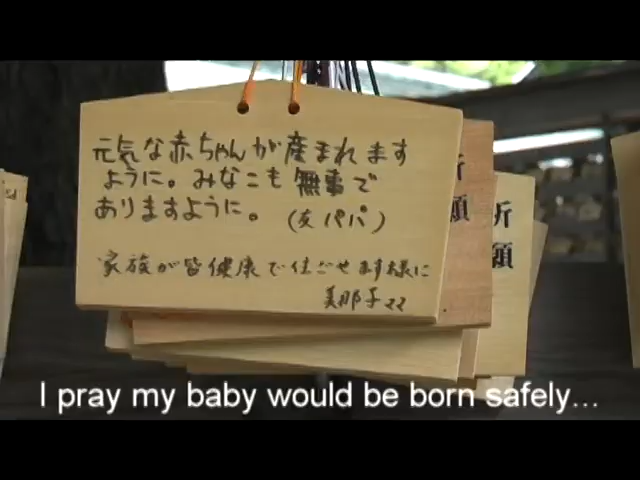 元気な赤ちゃんが産まれます
ように。みなこも無事で
ありますように。(友パパ)
家族が皆健康で住ごせます様に
美那子ママ
祈
願
祈
願
I pray my baby would be born safely...